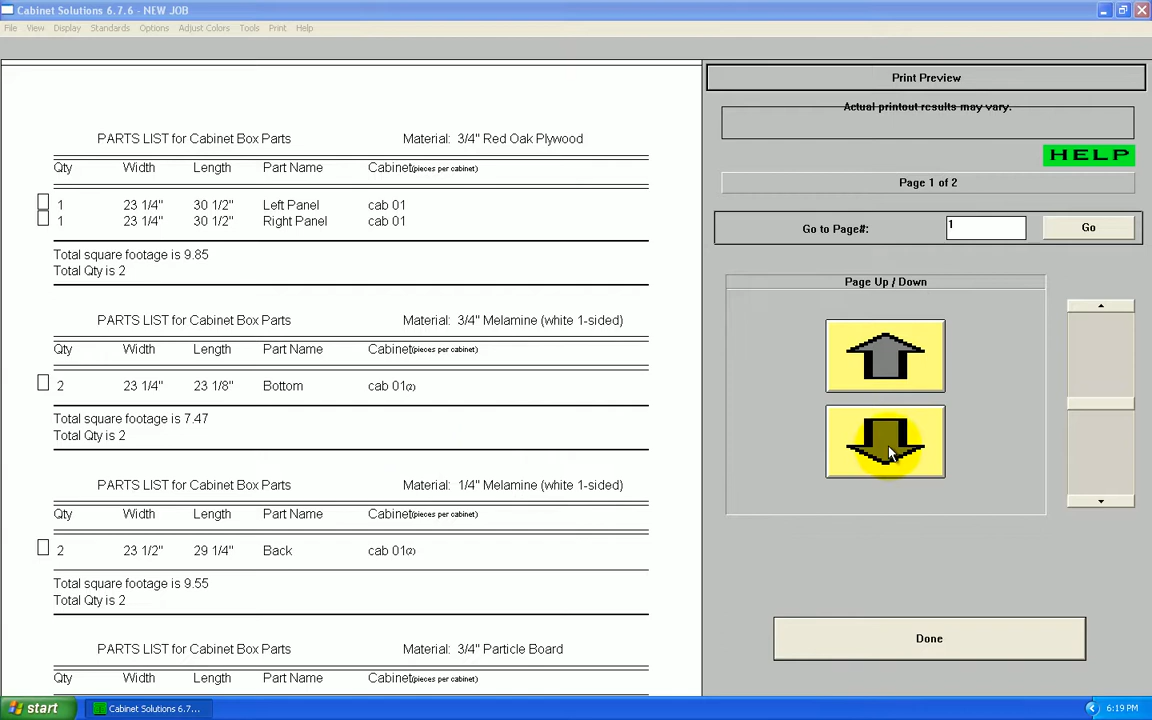 Cabinet Solutions 6.7.6 - NEW JOB
File View Display Standards Options Adjust Colors Tools Print Help
PARTS LIST for Cabinet Box Parts Material: 3/4" Red Oak Plywood
Qty Width Length Part Name Cabinet(pieces per cabinet)
1 23 1/4" 30 1/2" Left Panel cab 01
1 23 1/4" 30 1/2" Right Panel cab 01
Total square footage is 9.85
Total Qty is 2
PARTS LIST for Cabinet Box Parts Material: 3/4" Melamine (white 1-sided)
Qty Width Length Part Name Cabinet(pieces per cabinet)
2 23 1/4" 23 1/8" Bottom cab 01(2)
Total square footage is 7.47
Total Qty is 2
PARTS LIST for Cabinet Box Parts Material: 1/4" Melamine (white 1-sided)
Qty Width Length Part Name Cabinet(pieces per cabinet)
2 23 1/2" 29 1/4" Back cab 01(2)
Total square footage is 9.55
Total Qty is 2
PARTS LIST for Cabinet Box Parts Material: 3/4" Particle Board
Qty Width Length Part Name Cabinet(pieces per cabinet)
Print Preview
Actual printout results may vary.
HELP
Page 1 of 2
Go to Page#: 1 Go
Page Up / Down
Done
start Cabinet Solutions 6.7... 6:19 PM